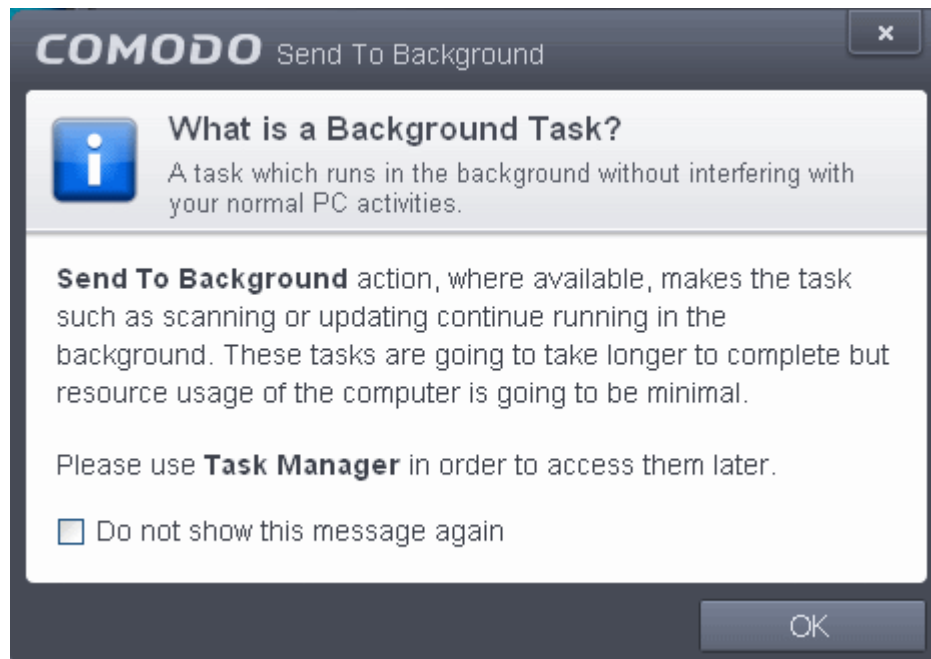 COMODO Send To Background
What is a Background Task?
A task which runs in the background without interfering with
your normal PC activities.
Send To Background action, where available, makes the task
such as scanning or updating continue running in the
background. These tasks are going to take longer to complete but
resource usage of the computer is going to be minimal.
Please use Task Manager in order to access them later.
Do not show this message again
OK